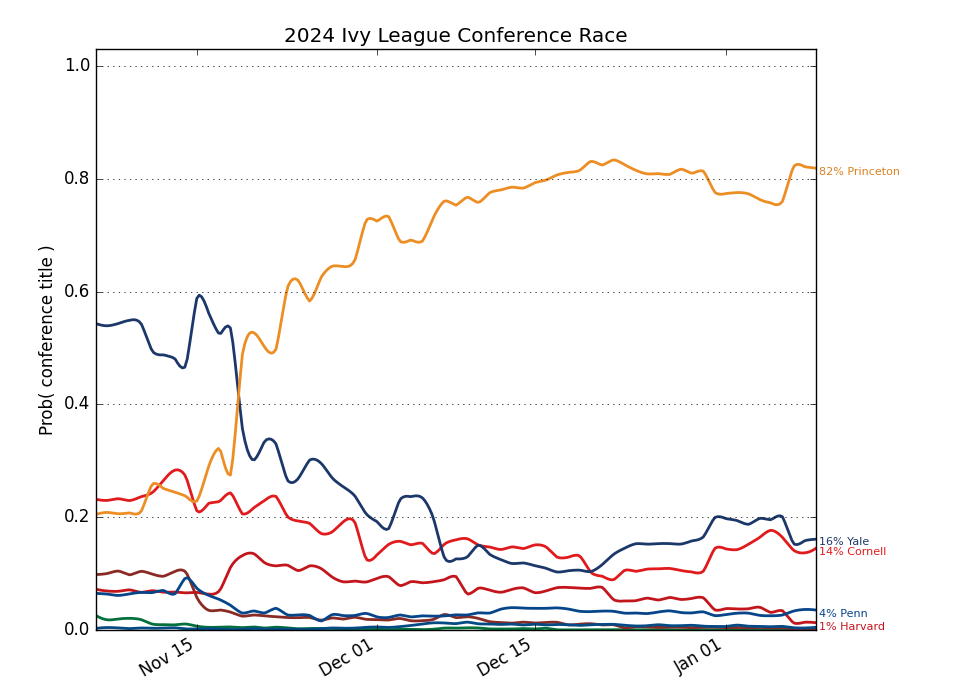 2024 Ivy League Conference Race
Prob( conference title )
1.0
0.8
0.6
0.4
0.2
0.0
82% Princeton
16% Yale
14% Cornell
4% Penn
1% Harvard
Nov 15
Dec 01
Dec 15
Jan 01